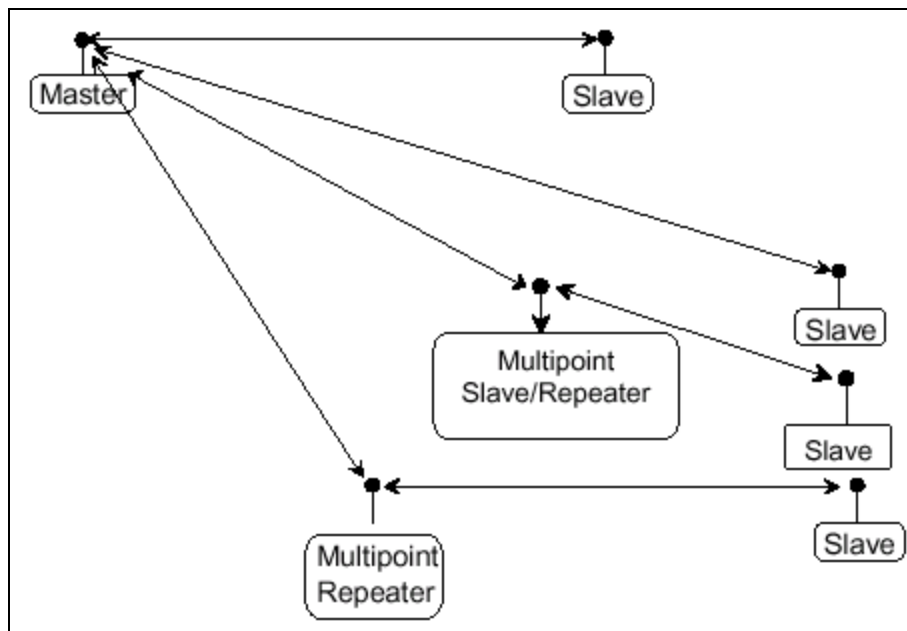 Master
Slave
Slave
Multipoint
Slave/Repeater
Slave
Slave
Multipoint
Repeater